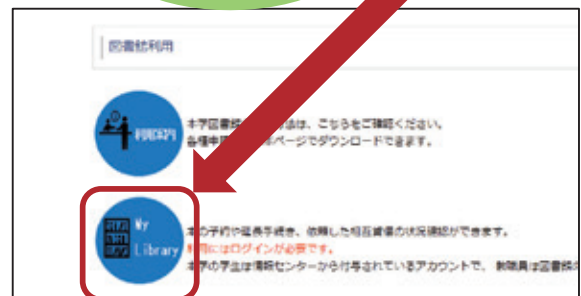 図書館利用
利用案内
本学図書館 方法は、こちらをご確認ください。
各種申 ページでダウンロードできます。
My
Library
本の予約や延長手続き、依頼した相互貸借の状況確認ができます。
利用にはログインが必要です。
本学の学生は情報センターから付与されているアカウントで、教職員は図書館